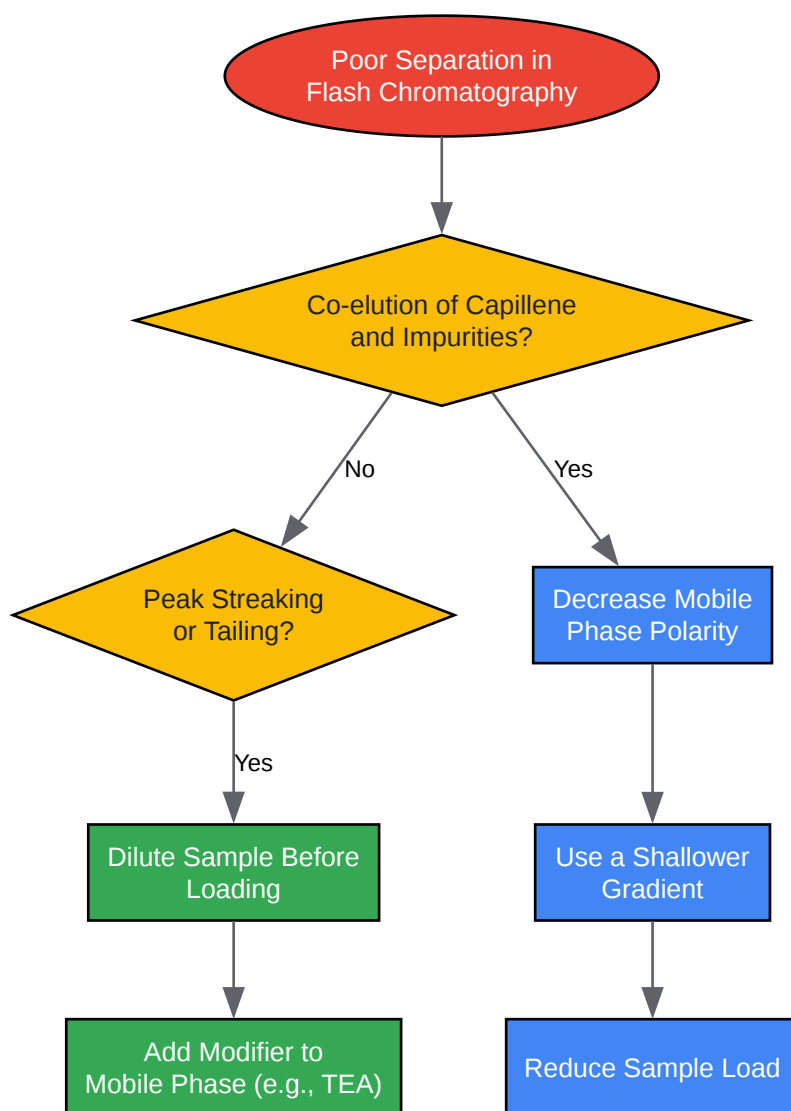 Poor Separation in
Flash Chromatography
Co-elution of Capillene
and Impurities?
No
Yes
Peak Streaking
or Tailing?
Decrease Mobile
Phase Polarity
Yes
Dilute Sample Before
Loading
Use a Shallower
Gradient
Add Modifier to
Mobile Phase (e.g., TEA)
Reduce Sample Load